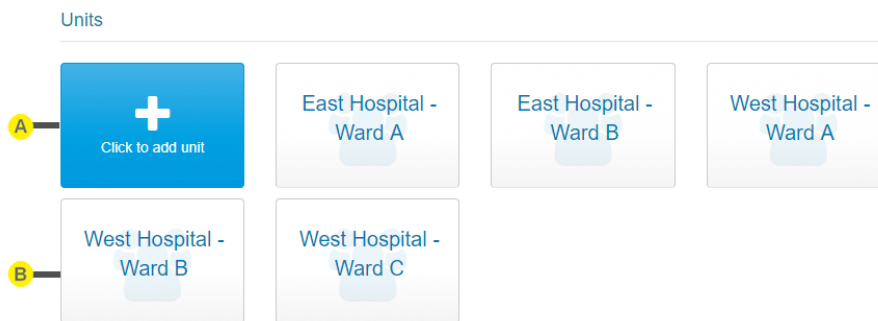 Units
A
Click to add unit
East Hospital -
Ward A
East Hospital -
Ward B
West Hospital -
Ward A
B
West Hospital -
Ward B
West Hospital -
Ward C